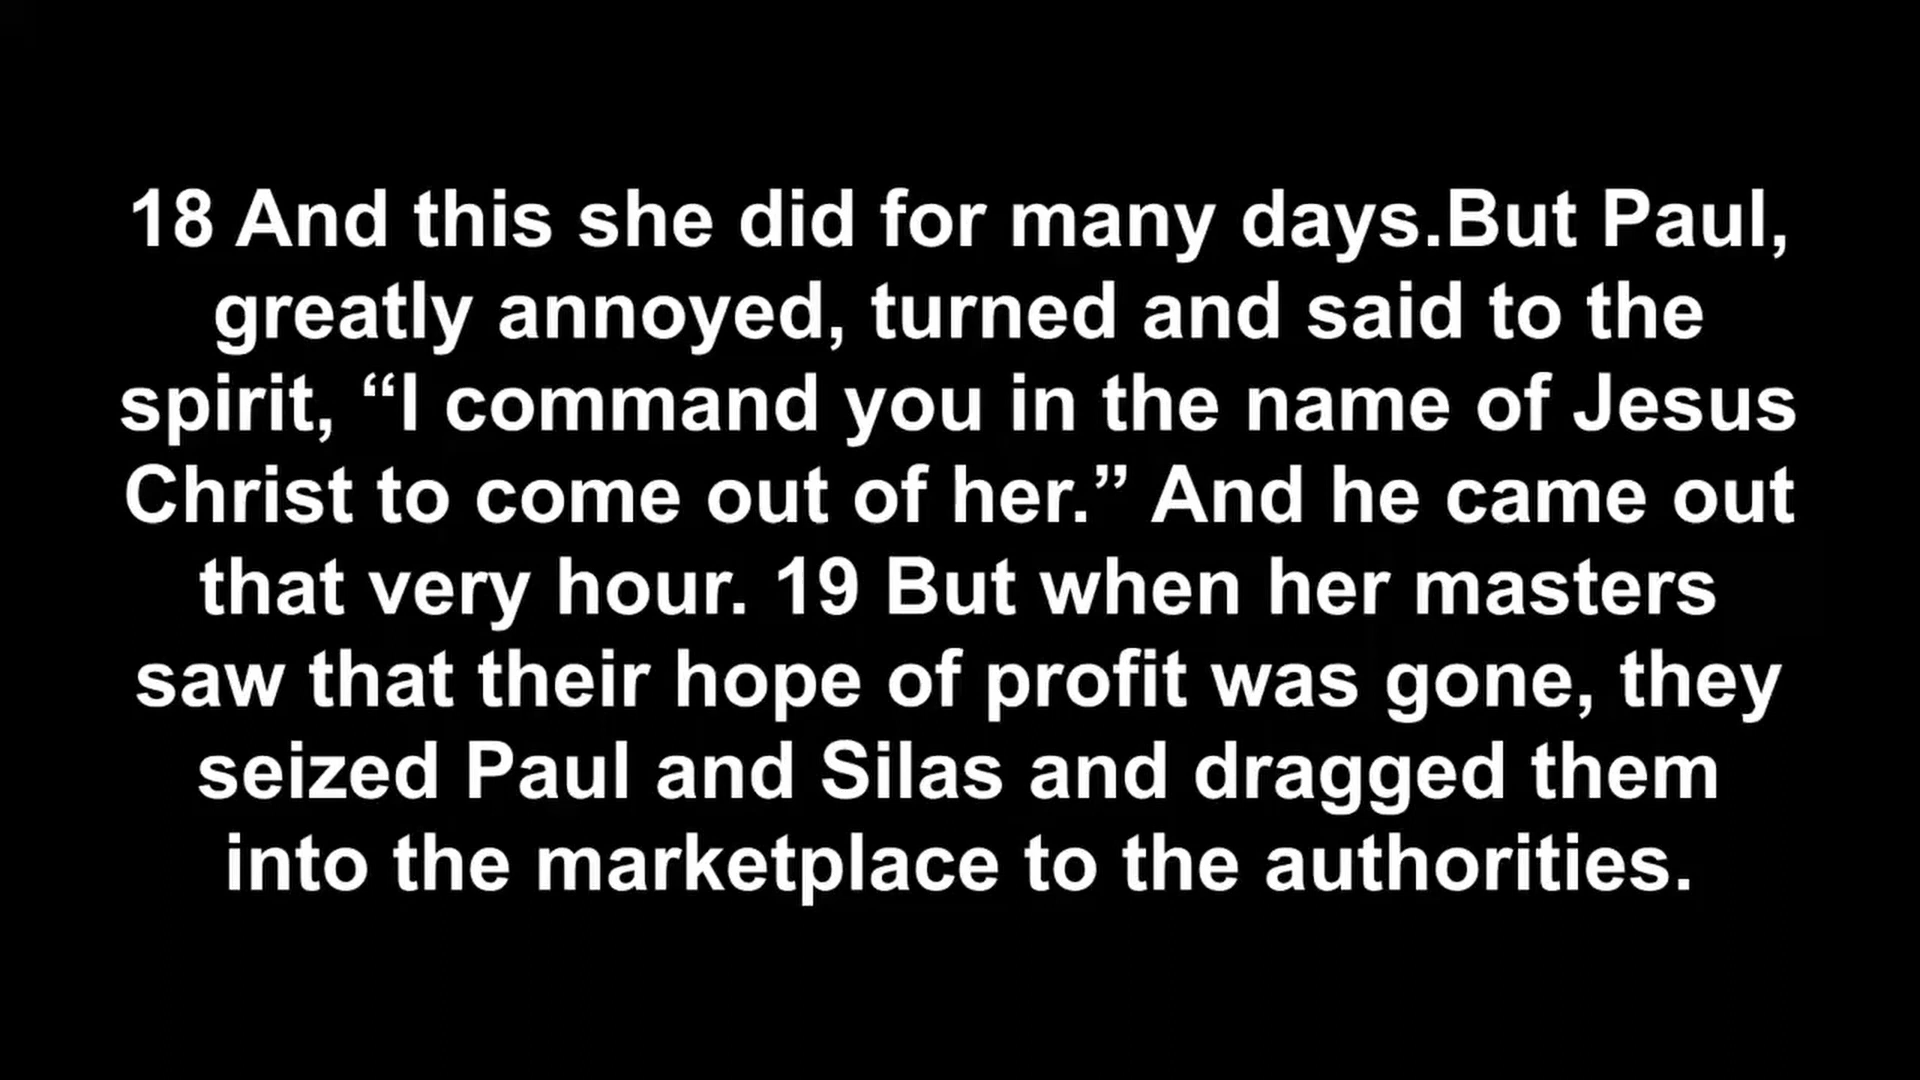 18 And this she did for many days.But Paul,
greatly annoyed, turned and said to the
spirit, “I command you in the name of Jesus
Christ to come out of her.” And he came out
that very hour. 19 But when her masters
saw that their hope of profit was gone, they
seized Paul and Silas and dragged them
into the marketplace to the authorities.